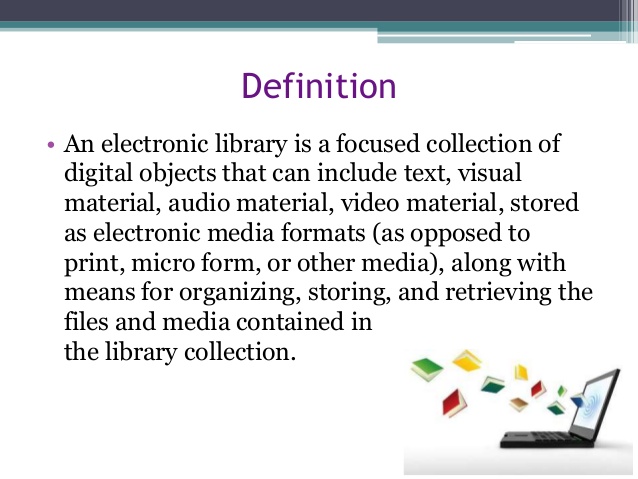 Definition
• An electronic library is a focused collection of
digital objects that can include text, visual
material, audio material, video material, stored
as electronic media formats (as opposed to
print, micro form, or other media), along with
means for organizing, storing, and retrieving the
files and media contained in
the library collection.